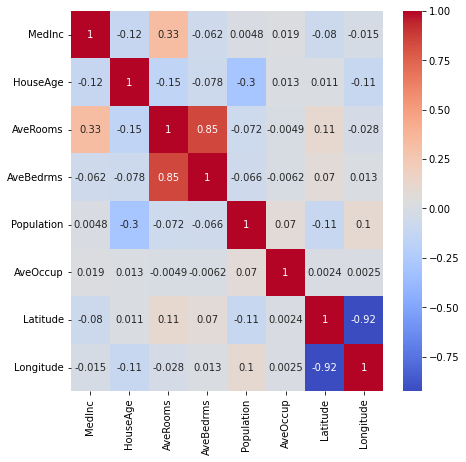 MedInc 1 -0.12 0.33 -0.062 0.0048 0.019 -0.08 -0.015
HouseAge -0.12 1 -0.15 -0.078 -0.3 0.013 0.011 -0.11
AveRooms 0.33 -0.15 1 0.85 -0.072 -0.0049 0.11 -0.028
AveBedrms -0.062 -0.078 0.85 1 -0.066 -0.0062 0.07 0.013
Population 0.0048 -0.3 -0.072 -0.066 1 0.07 -0.11 0.1
AveOccup 0.019 0.013 -0.0049 -0.0062 0.07 1 0.0024 0.0025
Latitude -0.08 0.011 0.11 0.07 -0.11 0.0024 1 -0.92
Longitude -0.015 -0.11 -0.028 0.013 0.1 0.0025 -0.92 1
MedInc HouseAge AveRooms AveBedrms Population AveOccup Latitude Longitude
1.00
0.75
0.50
0.25
0.00
−0.25
−0.50
−0.75